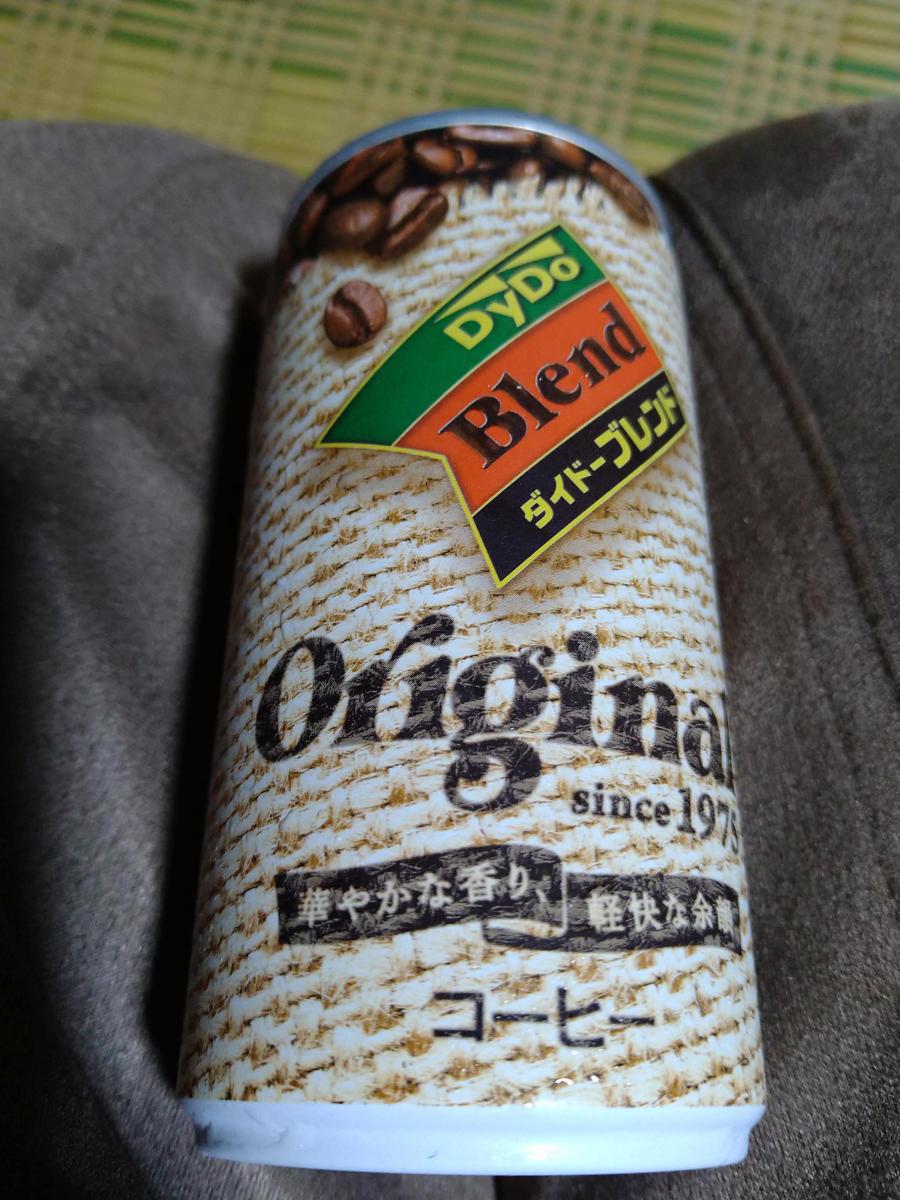 DyDo
Blend
ダイドーブレンド
Original
since 1975
華やかな香り、軽快な余韻
コーヒー